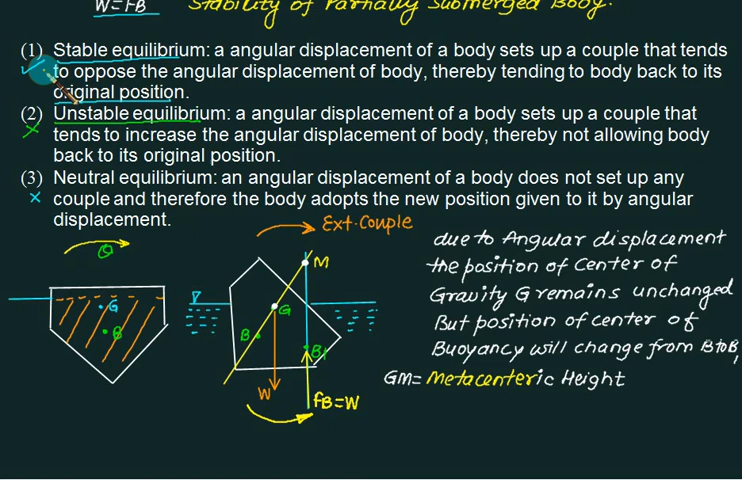 W=FB Stability of Partially Submerged Body.
(1) Stable equilibrium: a angular displacement of a body sets up a couple that tends
to oppose the angular displacement of body, thereby tending to body back to its
original position.
(2) Unstable equilibrium: a angular displacement of a body sets up a couple that
tends to increase the angular displacement of body, thereby not allowing body
back to its original position.
(3) Neutral equilibrium: an angular displacement of a body does not set up any
couple and therefore the body adopts the new position given to it by angular
displacement.
Ext. Couple
due to Angular displacement
the position of Center of
Gravity G remains unchanged
But position of center of
Buoyancy will change from B to B1
GM = Metacenteric Height
θ
G
B
M
G
B
B1
W
FB=W